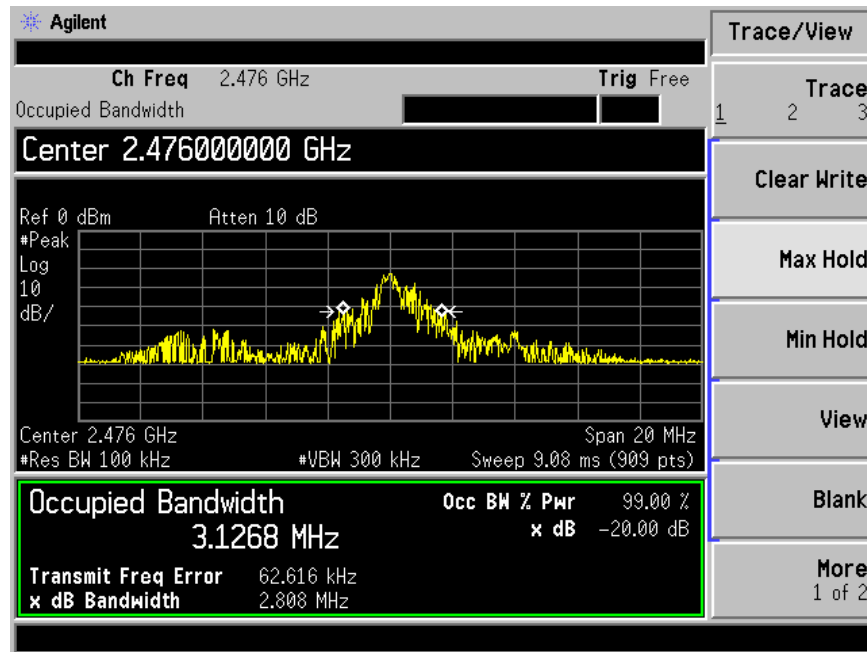 Agilent
Trace/View
Ch Freq 2.476 GHz Trig Free
Occupied Bandwidth
Trace
1 2 3
Center 2.476000000 GHz
Clear Write
Ref 0 dBm Atten 10 dB
#Peak
Log
10
dB/
Max Hold
Min Hold
View
Center 2.476 GHz Span 20 MHz
#Res BW 100 kHz #VBW 300 kHz Sweep 9.08 ms (909 pts)
Occupied Bandwidth Occ BW % Pwr 99.00 %
3.1268 MHz x dB -20.00 dB
Blank
Transmit Freq Error 62.616 kHz
x dB Bandwidth 2.808 MHz
More
1 of 2